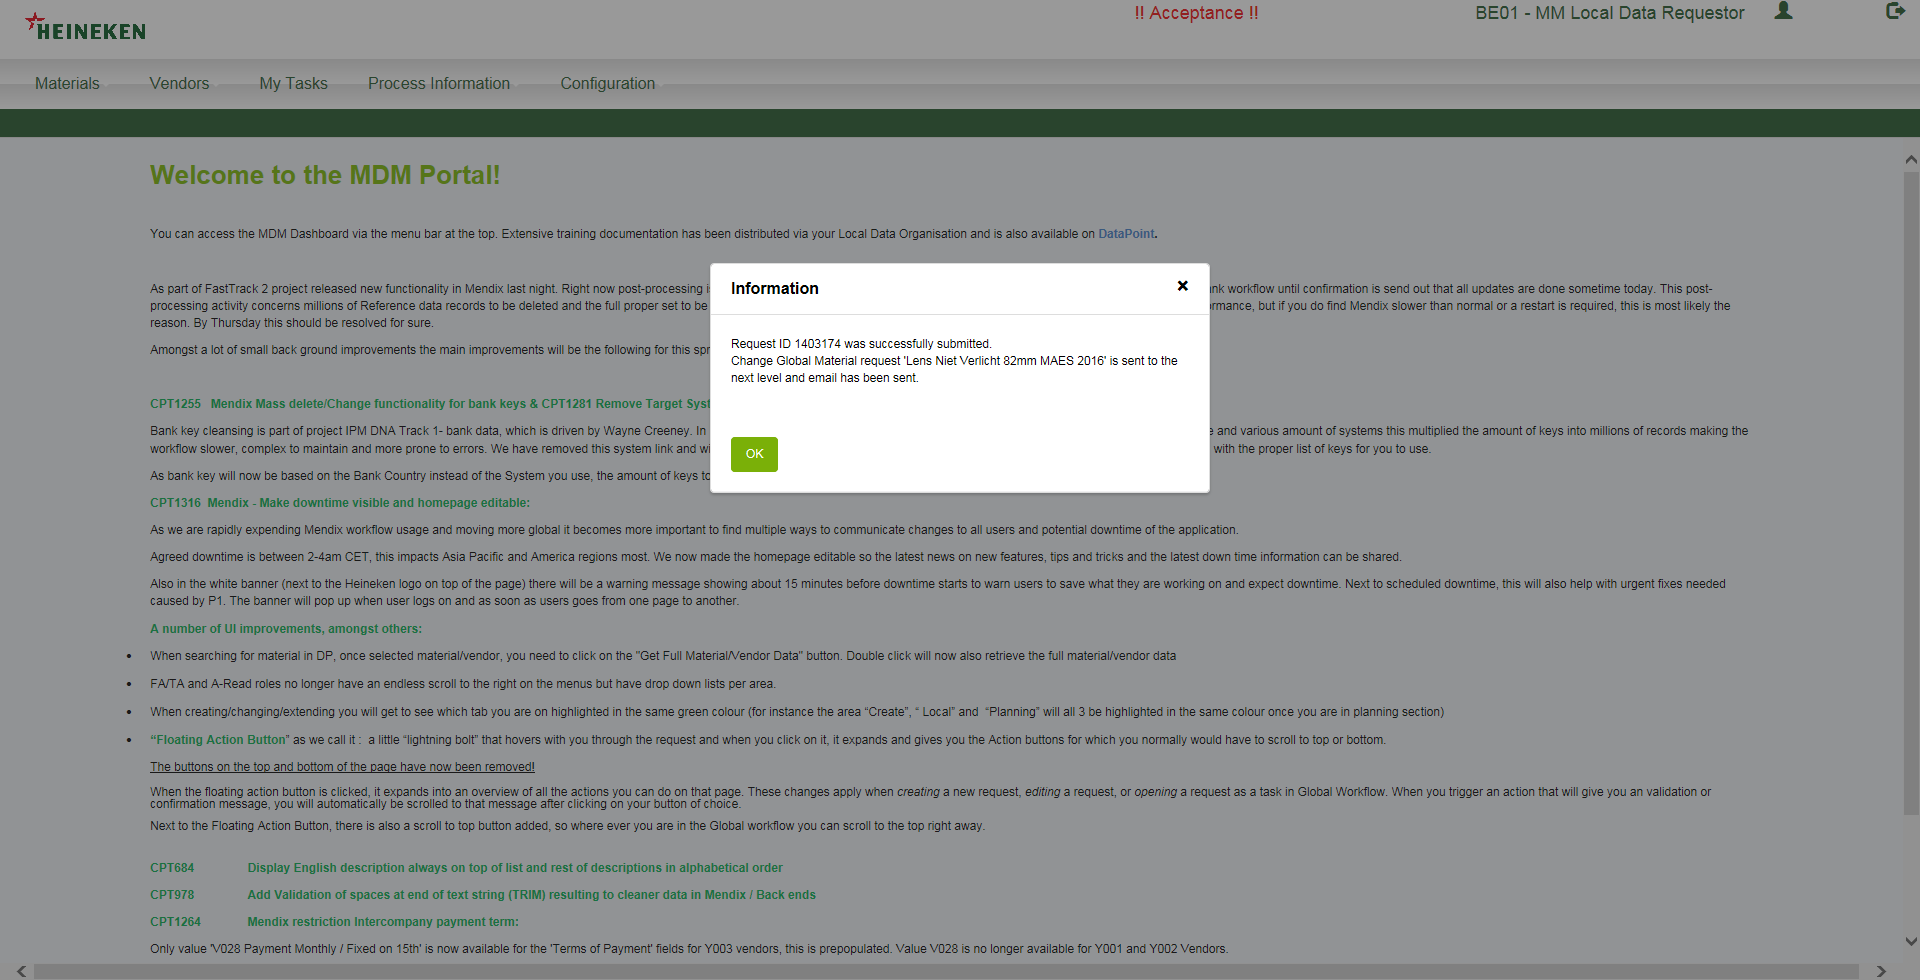 HEINEKEN
!! Acceptance !!
BE01 - MM Local Data Requestor
Materials Vendors My Tasks Process Information Configuration
Welcome to the MDM Portal!
You can access the MDM Dashboard via the menu bar at the top. Extensive training documentation has been distributed via your Local Data Organisation and is also available on DataPoint.
As part of FastTrack 2 project released new functionality in Mendix last night. Right now post-processing i
nk workflow until confirmation is send out that all updates are done sometime today. This post-
processing activity concerns millions of Reference data records to be deleted and the full proper set to be
rmance, but if you do find Mendix slower than normal or a restart is required, this is most likely the
reason. By Thursday this should be resolved for sure.
Amongst a lot of small back ground improvements the main improvements will be the following for this spr
Information
Request ID 1403174 was successfully submitted.
Change Global Material request 'Lens Niet Verlicht 82mm MAES 2016' is sent to the
next level and email has been sent.
OK
CPT1255 Mendix Mass delete/Change functionality for bank keys & CPT1281 Remove Target Syst
Bank key cleansing is part of project IPM DNA Track 1- bank data, which is driven by Wayne Creeney. In
e and various amount of systems this multiplied the amount of keys into millions of records making the
workflow slower, complex to maintain and more prone to errors. We have removed this system link and wi
with the proper list of keys for you to use.
As bank key will now be based on the Bank Country instead of the System you use, the amount of keys to
CPT1316 Mendix - Make downtime visible and homepage editable:
As we are rapidly expending Mendix workflow usage and moving more global it becomes more important to find multiple ways to communicate changes to all users and potential downtime of the application.
Agreed downtime is between 2-4am CET, this impacts Asia Pacific and America regions most. We now made the homepage editable so the latest news on new features, tips and tricks and the latest down time information can be shared.
Also in the white banner (next to the Heineken logo on top of the page) there will be a warning message showing about 15 minutes before downtime starts to warn users to save what they are working on and expect downtime. Next to scheduled downtime, this will also help with urgent fixes needed
caused by P1. The banner will pop up when user logs on and as soon as users goes from one page to another.
A number of UI improvements, amongst others:
• When searching for material in DP, once selected material/vendor, you need to click on the "Get Full Material/Vendor Data" button. Double click will now also retrieve the full material/vendor data
• FA/TA and A-Read roles no longer have an endless scroll to the right on the menus but have drop down lists per area.
• When creating/changing/extending you will get to see which tab you are on highlighted in the same green colour (for instance the area “Create”, “ Local” and “Planning” will all 3 be highlighted in the same colour once you are in planning section)
• “Floating Action Button” as we call it : a little “lightning bolt” that hovers with you through the request and when you click on it, it expands and gives you the Action buttons for which you normally would have to scroll to top or bottom.
The buttons on the top and bottom of the page have now been removed!
When the floating action button is clicked, it expands into an overview of all the actions you can do on that page. These changes apply when creating a new request, editing a request, or opening a request as a task in Global Workflow. When you trigger an action that will give you an validation or
confirmation message, you will automatically be scrolled to that message after clicking on your button of choice.
Next to the Floating Action Button, there is also a scroll to top button added, so where ever you are in the Global workflow you can scroll to the top right away.
CPT684 Display English description always on top of list and rest of descriptions in alphabetical order
CPT978 Add Validation of spaces at end of text string (TRIM) resulting to cleaner data in Mendix / Back ends
CPT1264 Mendix restriction Intercompany payment term:
Only value 'V028 Payment Monthly / Fixed on 15th' is now available for the 'Terms of Payment' fields for Y003 vendors, this is prepopulated. Value V028 is no longer available for Y001 and Y002 Vendors.